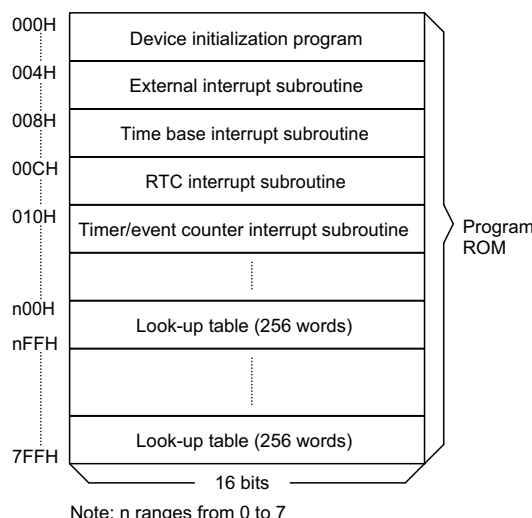 000H
Device initialization program
004H
External interrupt subroutine
008H
Time base interrupt subroutine
00CH
RTC interrupt subroutine
010H
Timer/event counter interrupt subroutine
Program
ROM
n00H
Look-up table (256 words)
nFFH
Look-up table (256 words)
7FFH
16 bits
Note: n ranges from 0 to 7